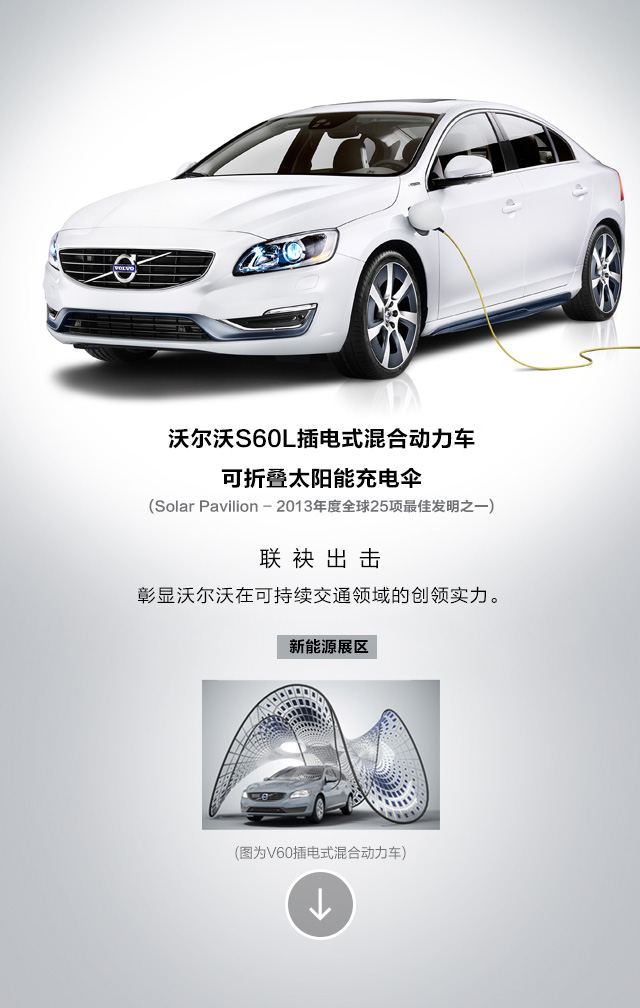 VOLVO
沃尔沃S60L插电式混合动力车
可折叠太阳能充电伞
(Solar Pavilion – 2013年度全球25项最佳发明之一)
联袂出击
彰显沃尔沃在可持续交通领域的创领实力。
新能源展区
(图为V60插电式混合动力车)